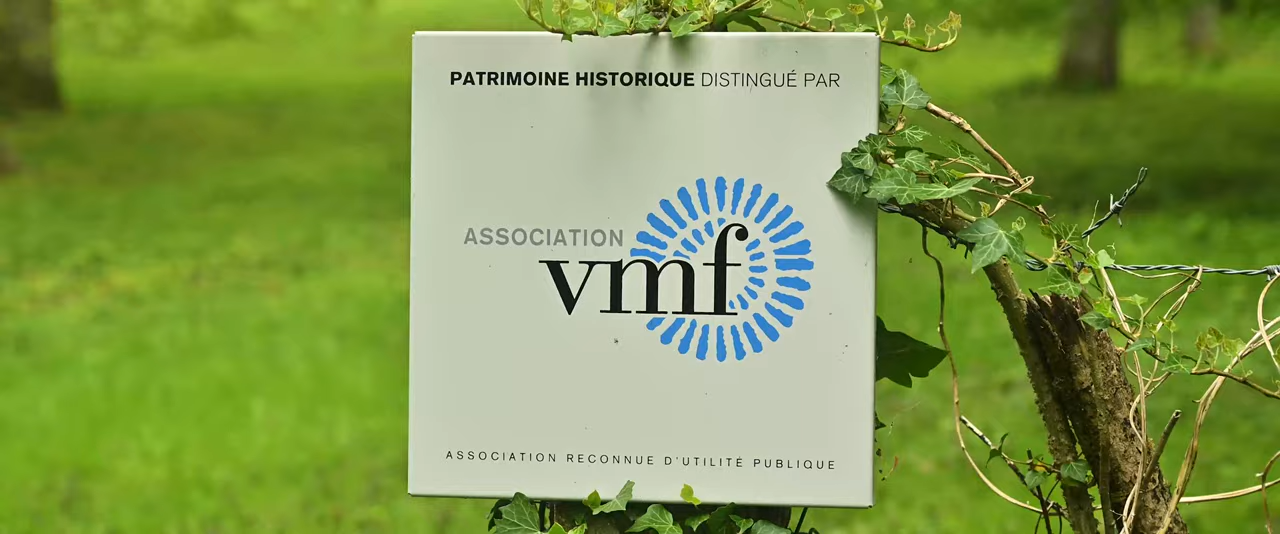 PATRIMOINE HISTORIQUE DISTINGUÉ PAR
ASSOCIATION
vmf
ASSOCIATION RECONNUE D'UTILITÉ PUBLIQUE